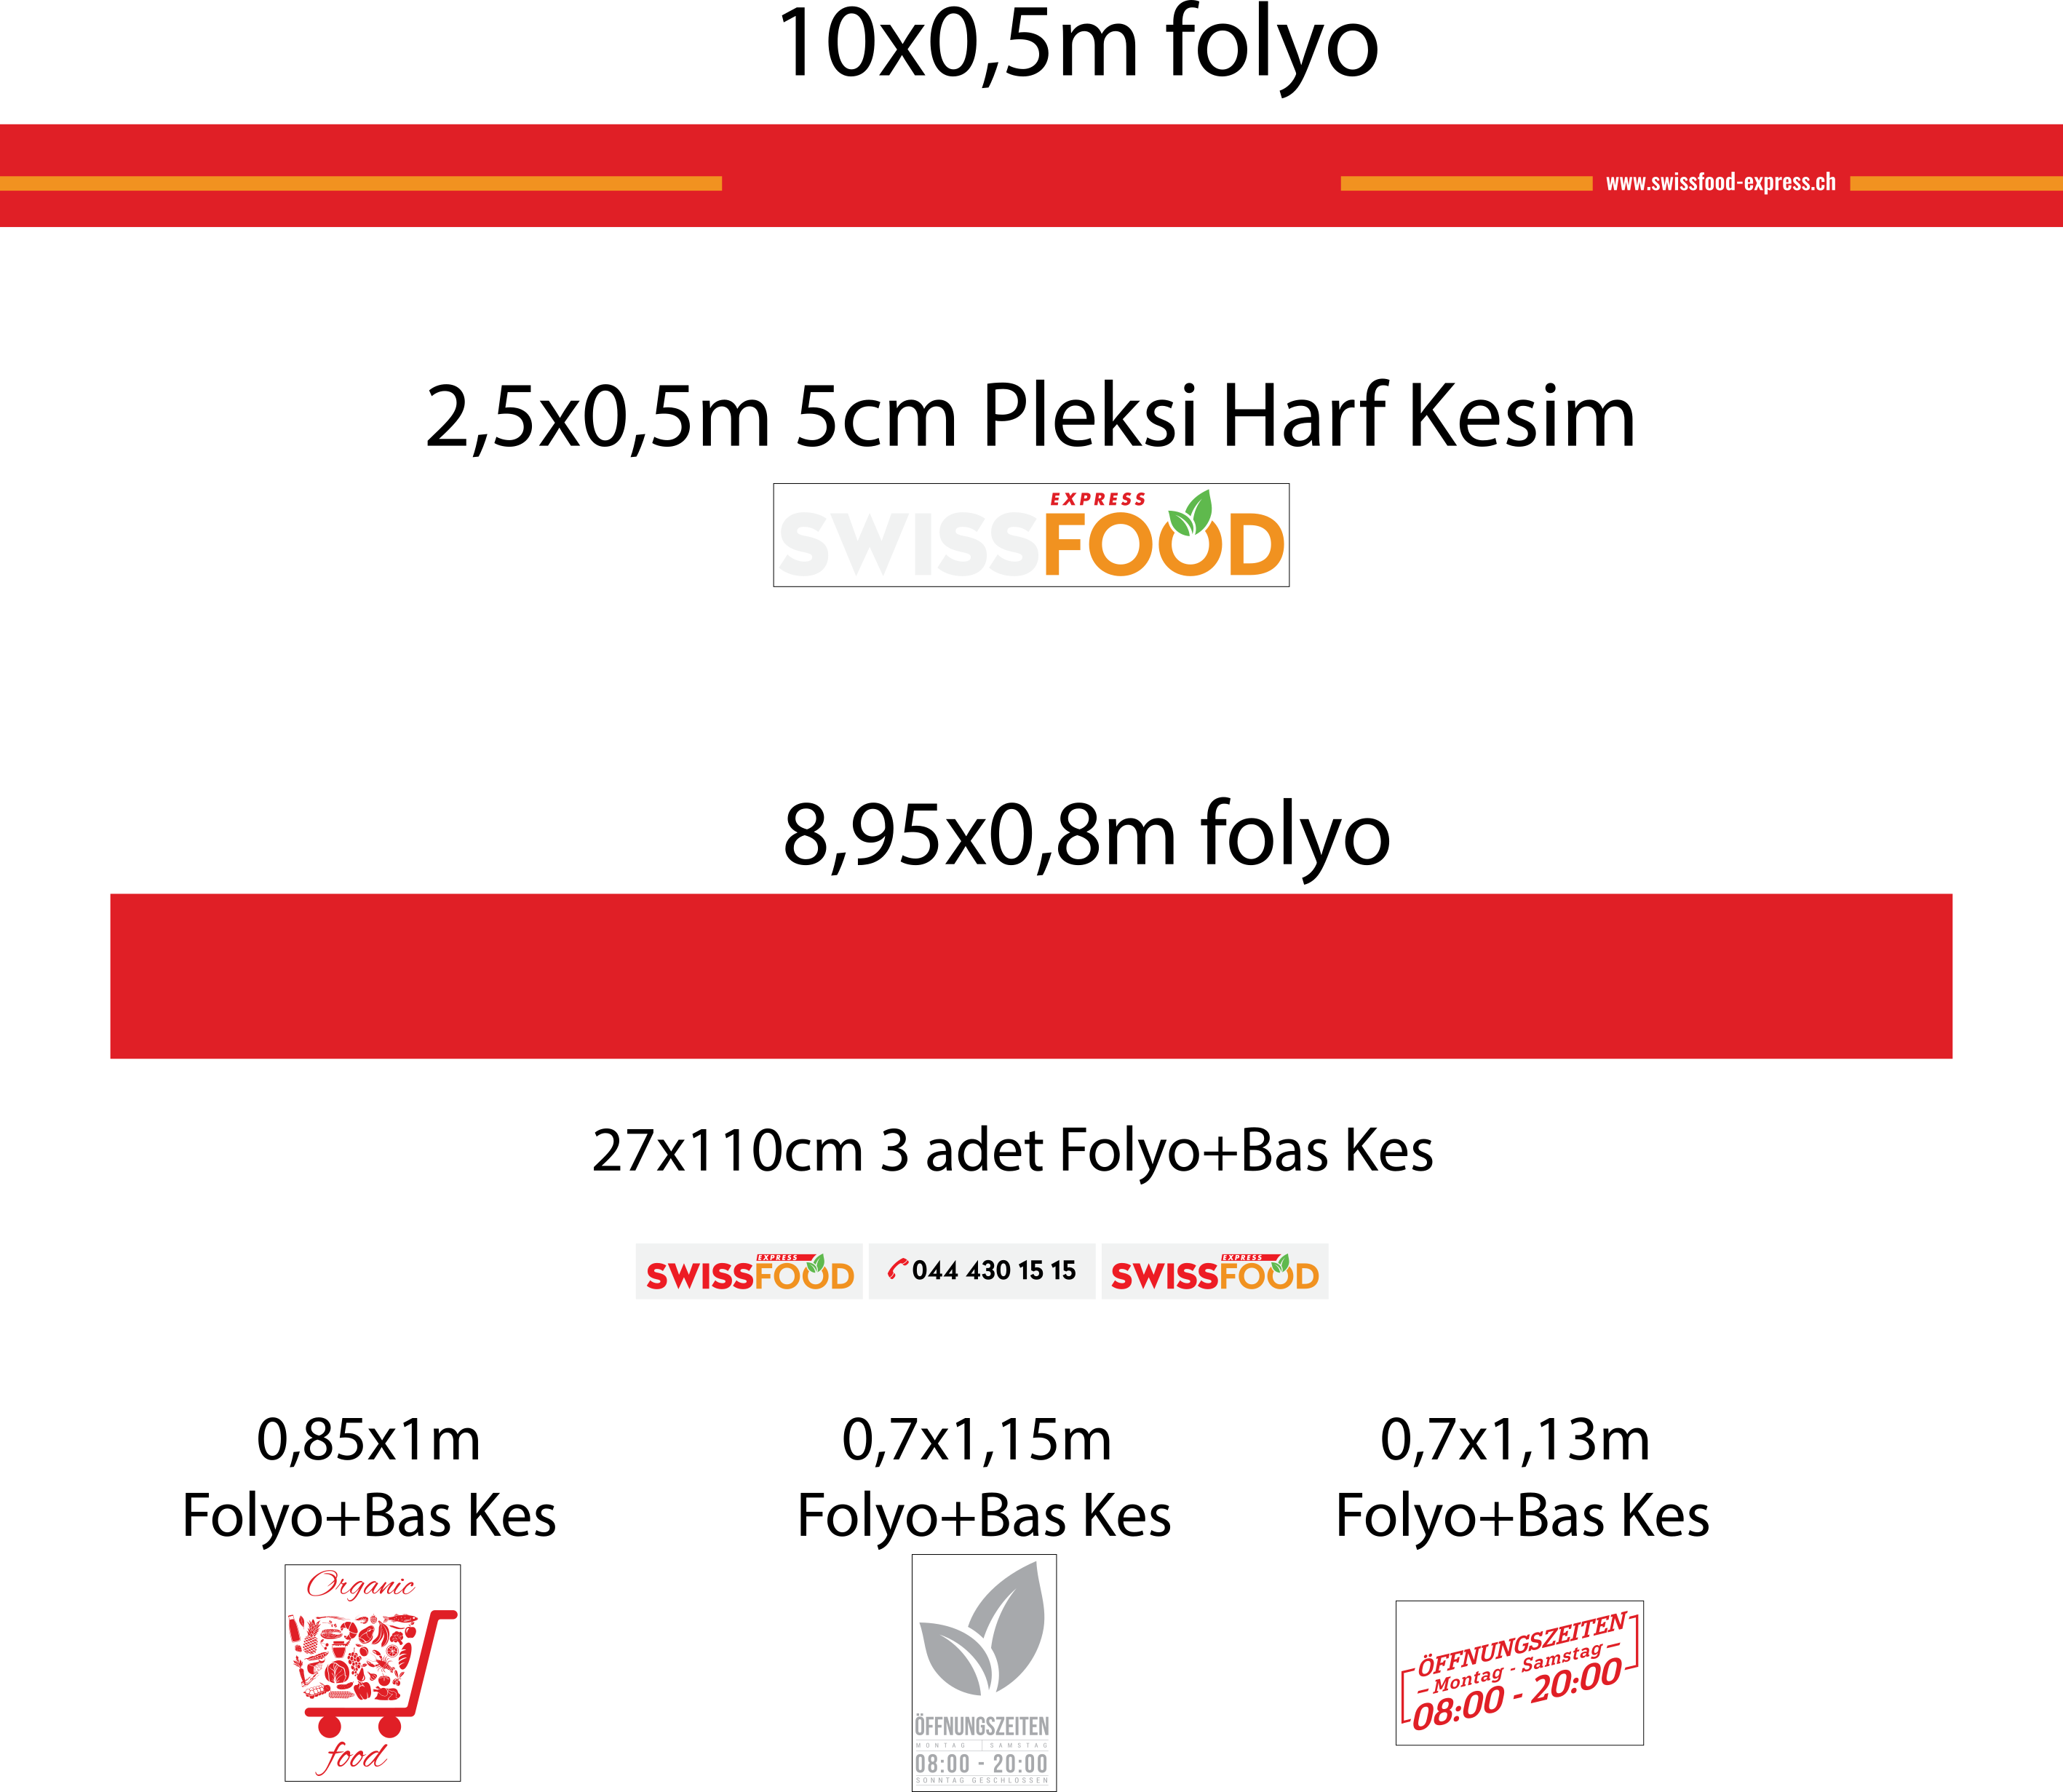 10x0,5m folyo
www.swissfood-express.ch
2,5x0,5m 5cm Pleksi Harf Kesim
EXPRESS
SWISSFOOD
8,95x0,8m folyo
27x110cm 3 adet Folyo+Bas Kes
EXPRESS
SWISSFOOD
044 430 15 15
EXPRESS
SWISSFOOD
0,85x1m
Folyo+Bas Kes
Organic
food
0,7x1,15m
Folyo+Bas Kes
ÖFFNUNGSZEITEN
MONTAG | SAMSTAG
08:00 - 20:00
SONNTAG GESCHLOSSEN
0,7x1,13m
Folyo+Bas Kes
ÖFFNUNGSZEITEN
– Montag - Samstag –
08:00 - 20:00